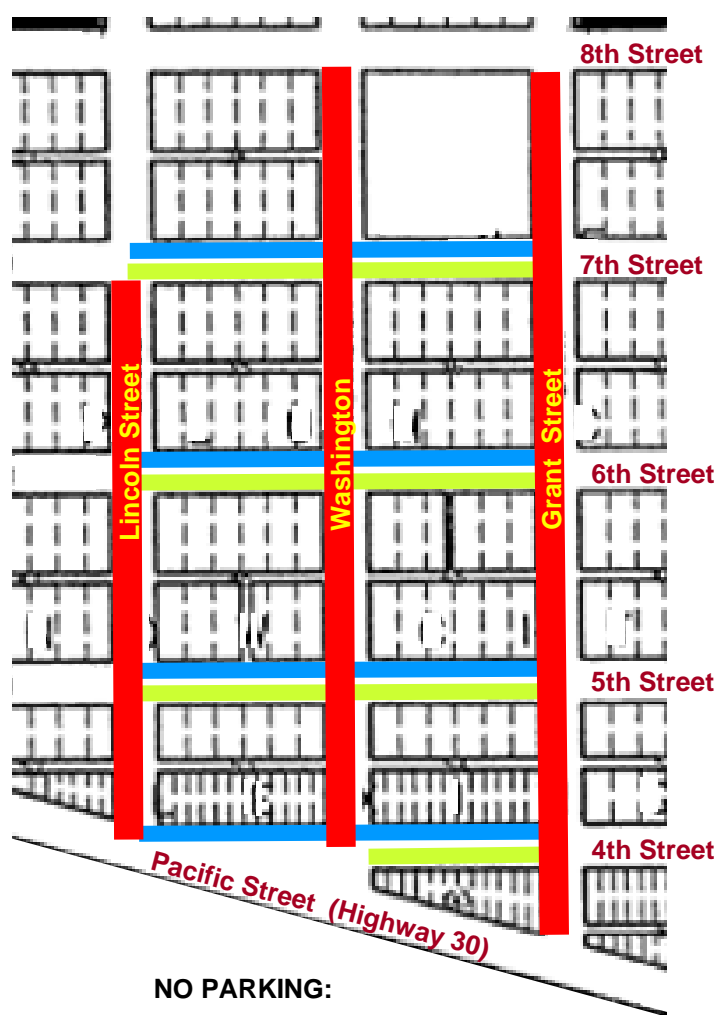 8th Street
7th Street
Lincoln Street
Washington
Grant Street
6th Street
5th Street
4th Street
Pacific Street (Highway 30)
NO PARKING: